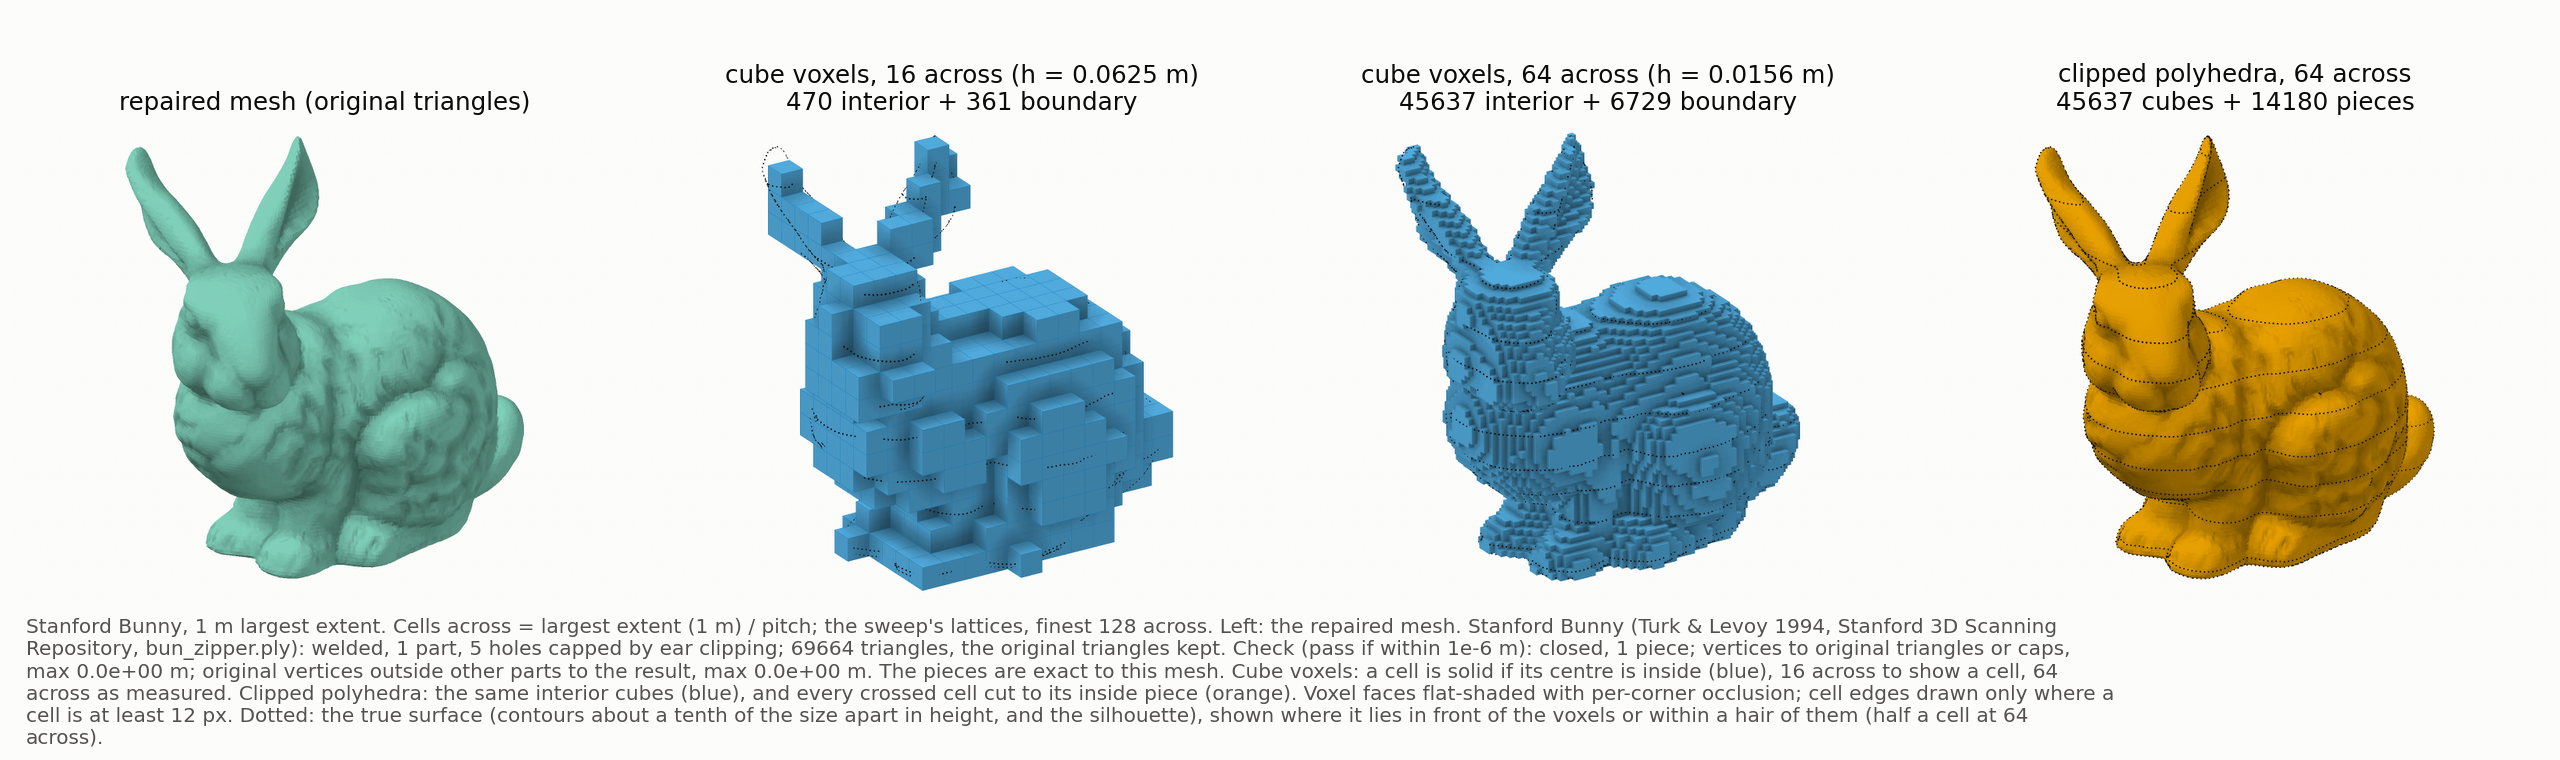 repaired mesh (original triangles)
cube voxels, 16 across (h = 0.0625 m)
470 interior + 361 boundary
cube voxels, 64 across (h = 0.0156 m)
45637 interior + 6729 boundary
clipped polyhedra, 64 across
45637 cubes + 14180 pieces
Stanford Bunny, 1 m largest extent. Cells across = largest extent (1 m) / pitch; the sweep's lattices, finest 128 across. Left: the repaired mesh. Stanford Bunny (Turk & Levoy 1994, Stanford 3D Scanning
Repository, bun_zipper.ply): welded, 1 part, 5 holes capped by ear clipping; 69664 triangles, the original triangles kept. Check (pass if within 1e-6 m): closed, 1 piece; vertices to original triangles or caps,
max 0.0e+00 m; original vertices outside other parts to the result, max 0.0e+00 m. The pieces are exact to this mesh. Cube voxels: a cell is solid if its centre is inside (blue), 16 across to show a cell, 64
across as measured. Clipped polyhedra: the same interior cubes (blue), and every crossed cell cut to its inside piece (orange). Voxel faces flat-shaded with per-corner occlusion; cell edges drawn only where a
cell is at least 12 px. Dotted: the true surface (contours about a tenth of the size apart in height, and the silhouette), shown where it lies in front of the voxels or within a hair of them (half a cell at 64
across).